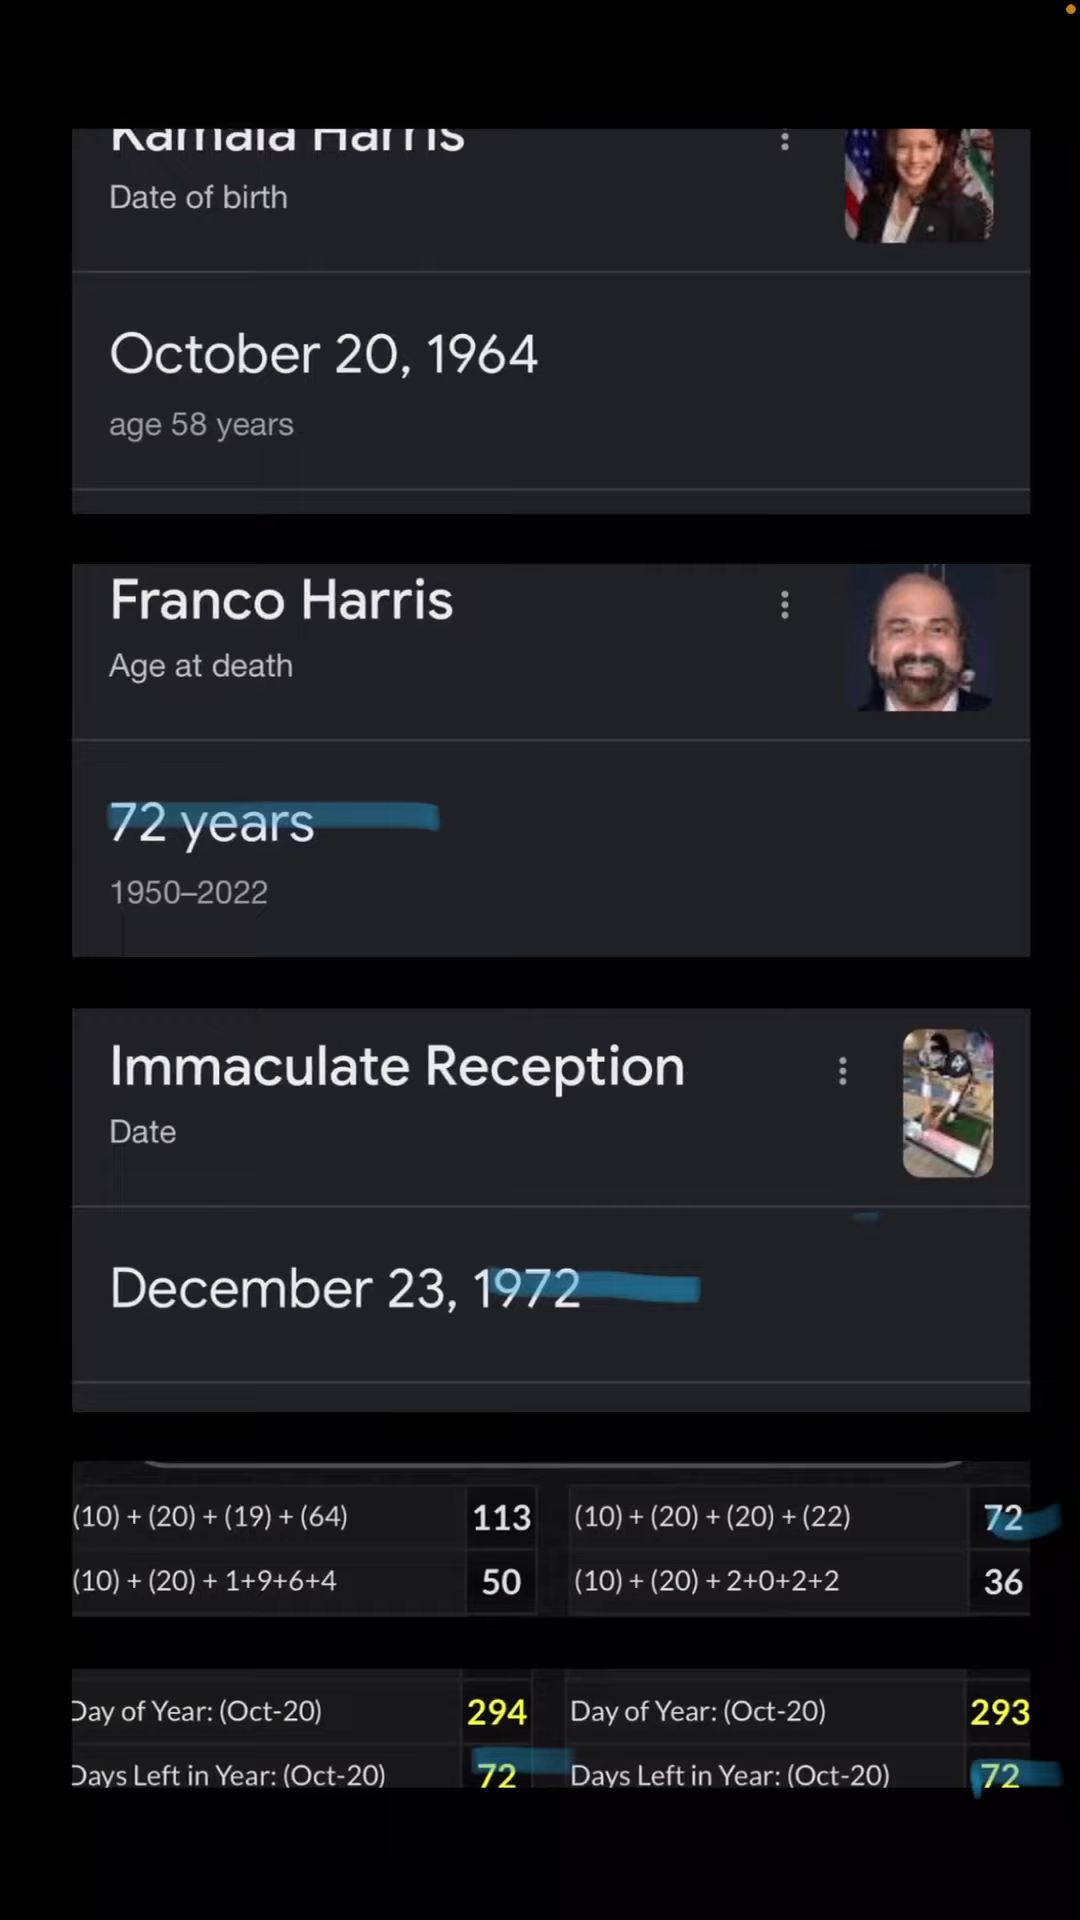 Kamala Harris
Date of birth
October 20, 1964
age 58 years
Franco Harris
Age at death
72 years
1950–2022
Immaculate Reception
Date
December 23, 1972
(10) + (20) + (19) + (64) 113 (10) + (20) + (20) + (22) 72
(10) + (20) + 1+9+6+4 50 (10) + (20) + 2+0+2+2 36
Day of Year: (Oct-20) 294 Day of Year: (Oct-20) 293
Days Left in Year: (Oct-20) 72 Days Left in Year: (Oct-20) 72